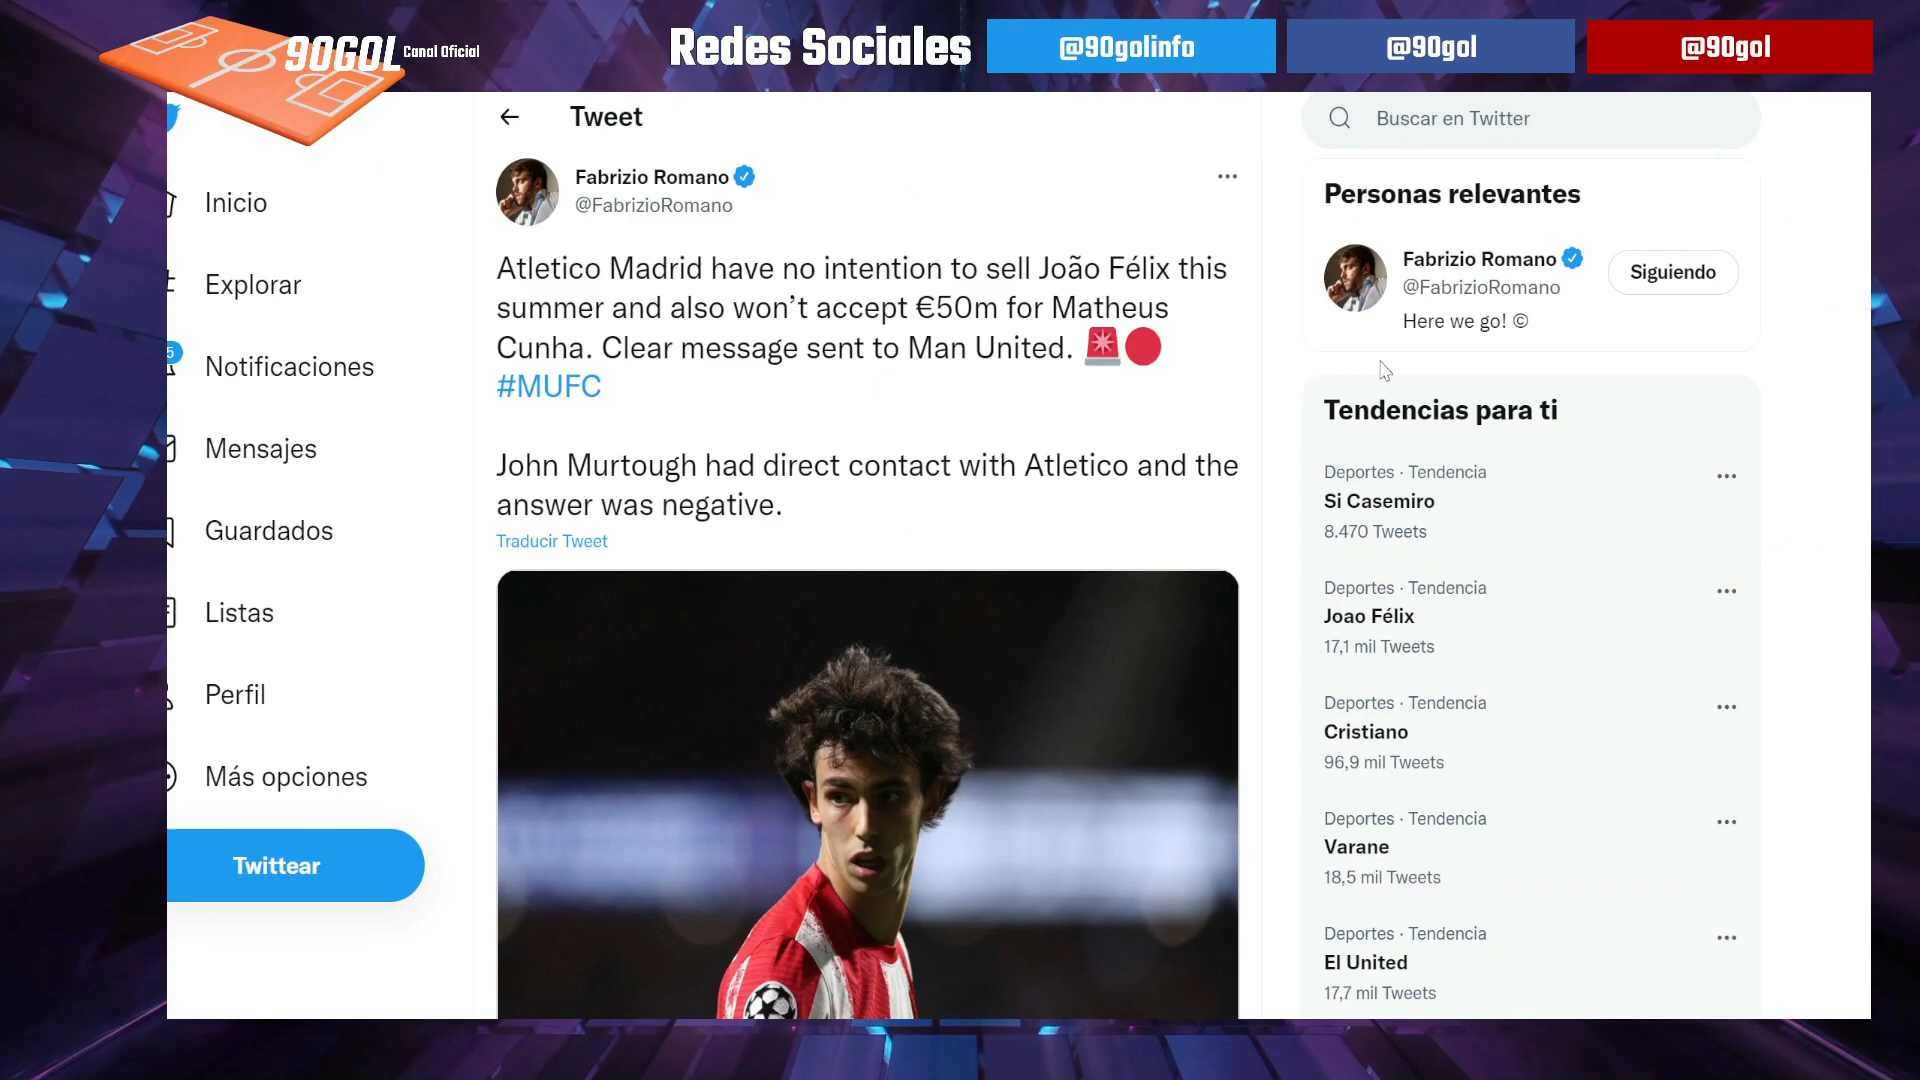 90GOL Canal Oficial
Redes Sociales
@90golinfo
@90gol
@90gol
Inicio
Explorar
5
Notificaciones
Mensajes
Guardados
Listas
Perfil
Más opciones
Twittear
Tweet
Fabrizio Romano
@FabrizioRomano
Atletico Madrid have no intention to sell João Félix this
summer and also won’t accept €50m for Matheus
Cunha. Clear message sent to Man United. 🚨🔴
#MUFC
John Murtough had direct contact with Atletico and the
answer was negative.
Traducir Tweet
Buscar en Twitter
Personas relevantes
Fabrizio Romano
@FabrizioRomano
Siguiendo
Here we go! ©
Tendencias para ti
Deportes · Tendencia
Si Casemiro
8.470 Tweets
Deportes · Tendencia
Joao Félix
17,1 mil Tweets
Deportes · Tendencia
Cristiano
96,9 mil Tweets
Deportes · Tendencia
Varane
18,5 mil Tweets
Deportes · Tendencia
El United
17,7 mil Tweets